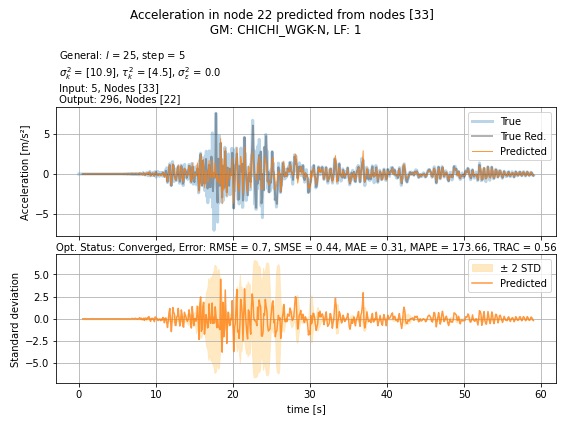 Acceleration in node 22 predicted from nodes [33]
GM: CHICHI_WGK-N, LF: 1
General: l = 25, step = 5
σ²ₖ = [10.9], τ²ₖ = [4.5], σ²ε = 0.0
Input: 5, Nodes [33]
Output: 296, Nodes [22]
Acceleration [m/s²]
5
0
−5
True
True Red.
Predicted
Opt. Status: Converged, Error: RMSE = 0.7, SMSE = 0.44, MAE = 0.31, MAPE = 173.66, TRAC = 0.56
Standard deviation
5.0
2.5
0.0
−2.5
−5.0
± 2 STD
Predicted
0 10 20 30 40 50 60
time [s]